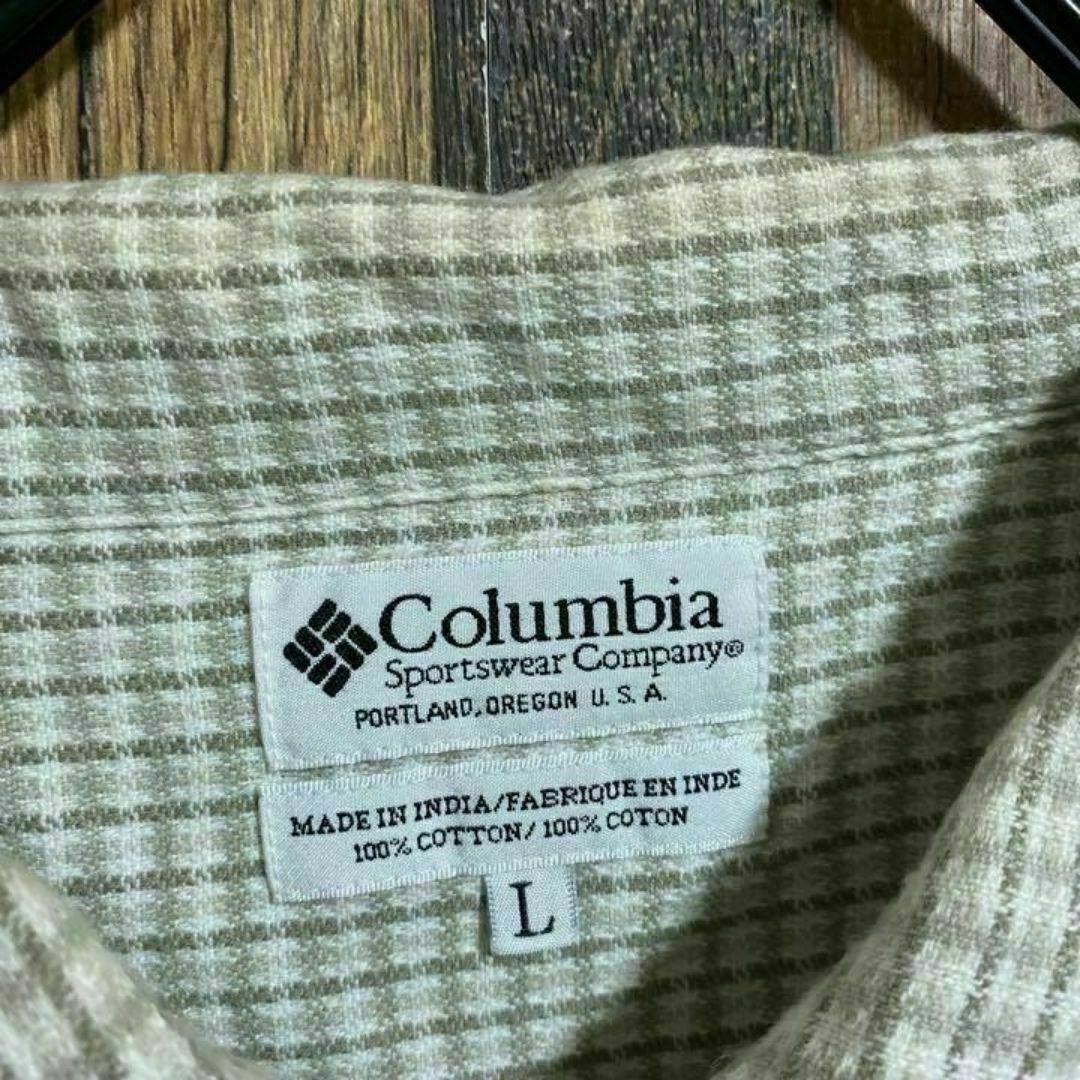 Columbia
Sportswear Company®
PORTLAND, OREGON U.S.A.
MADE IN INDIA/FABRIQUE EN INDE
100% COTTON/100% COTON
L